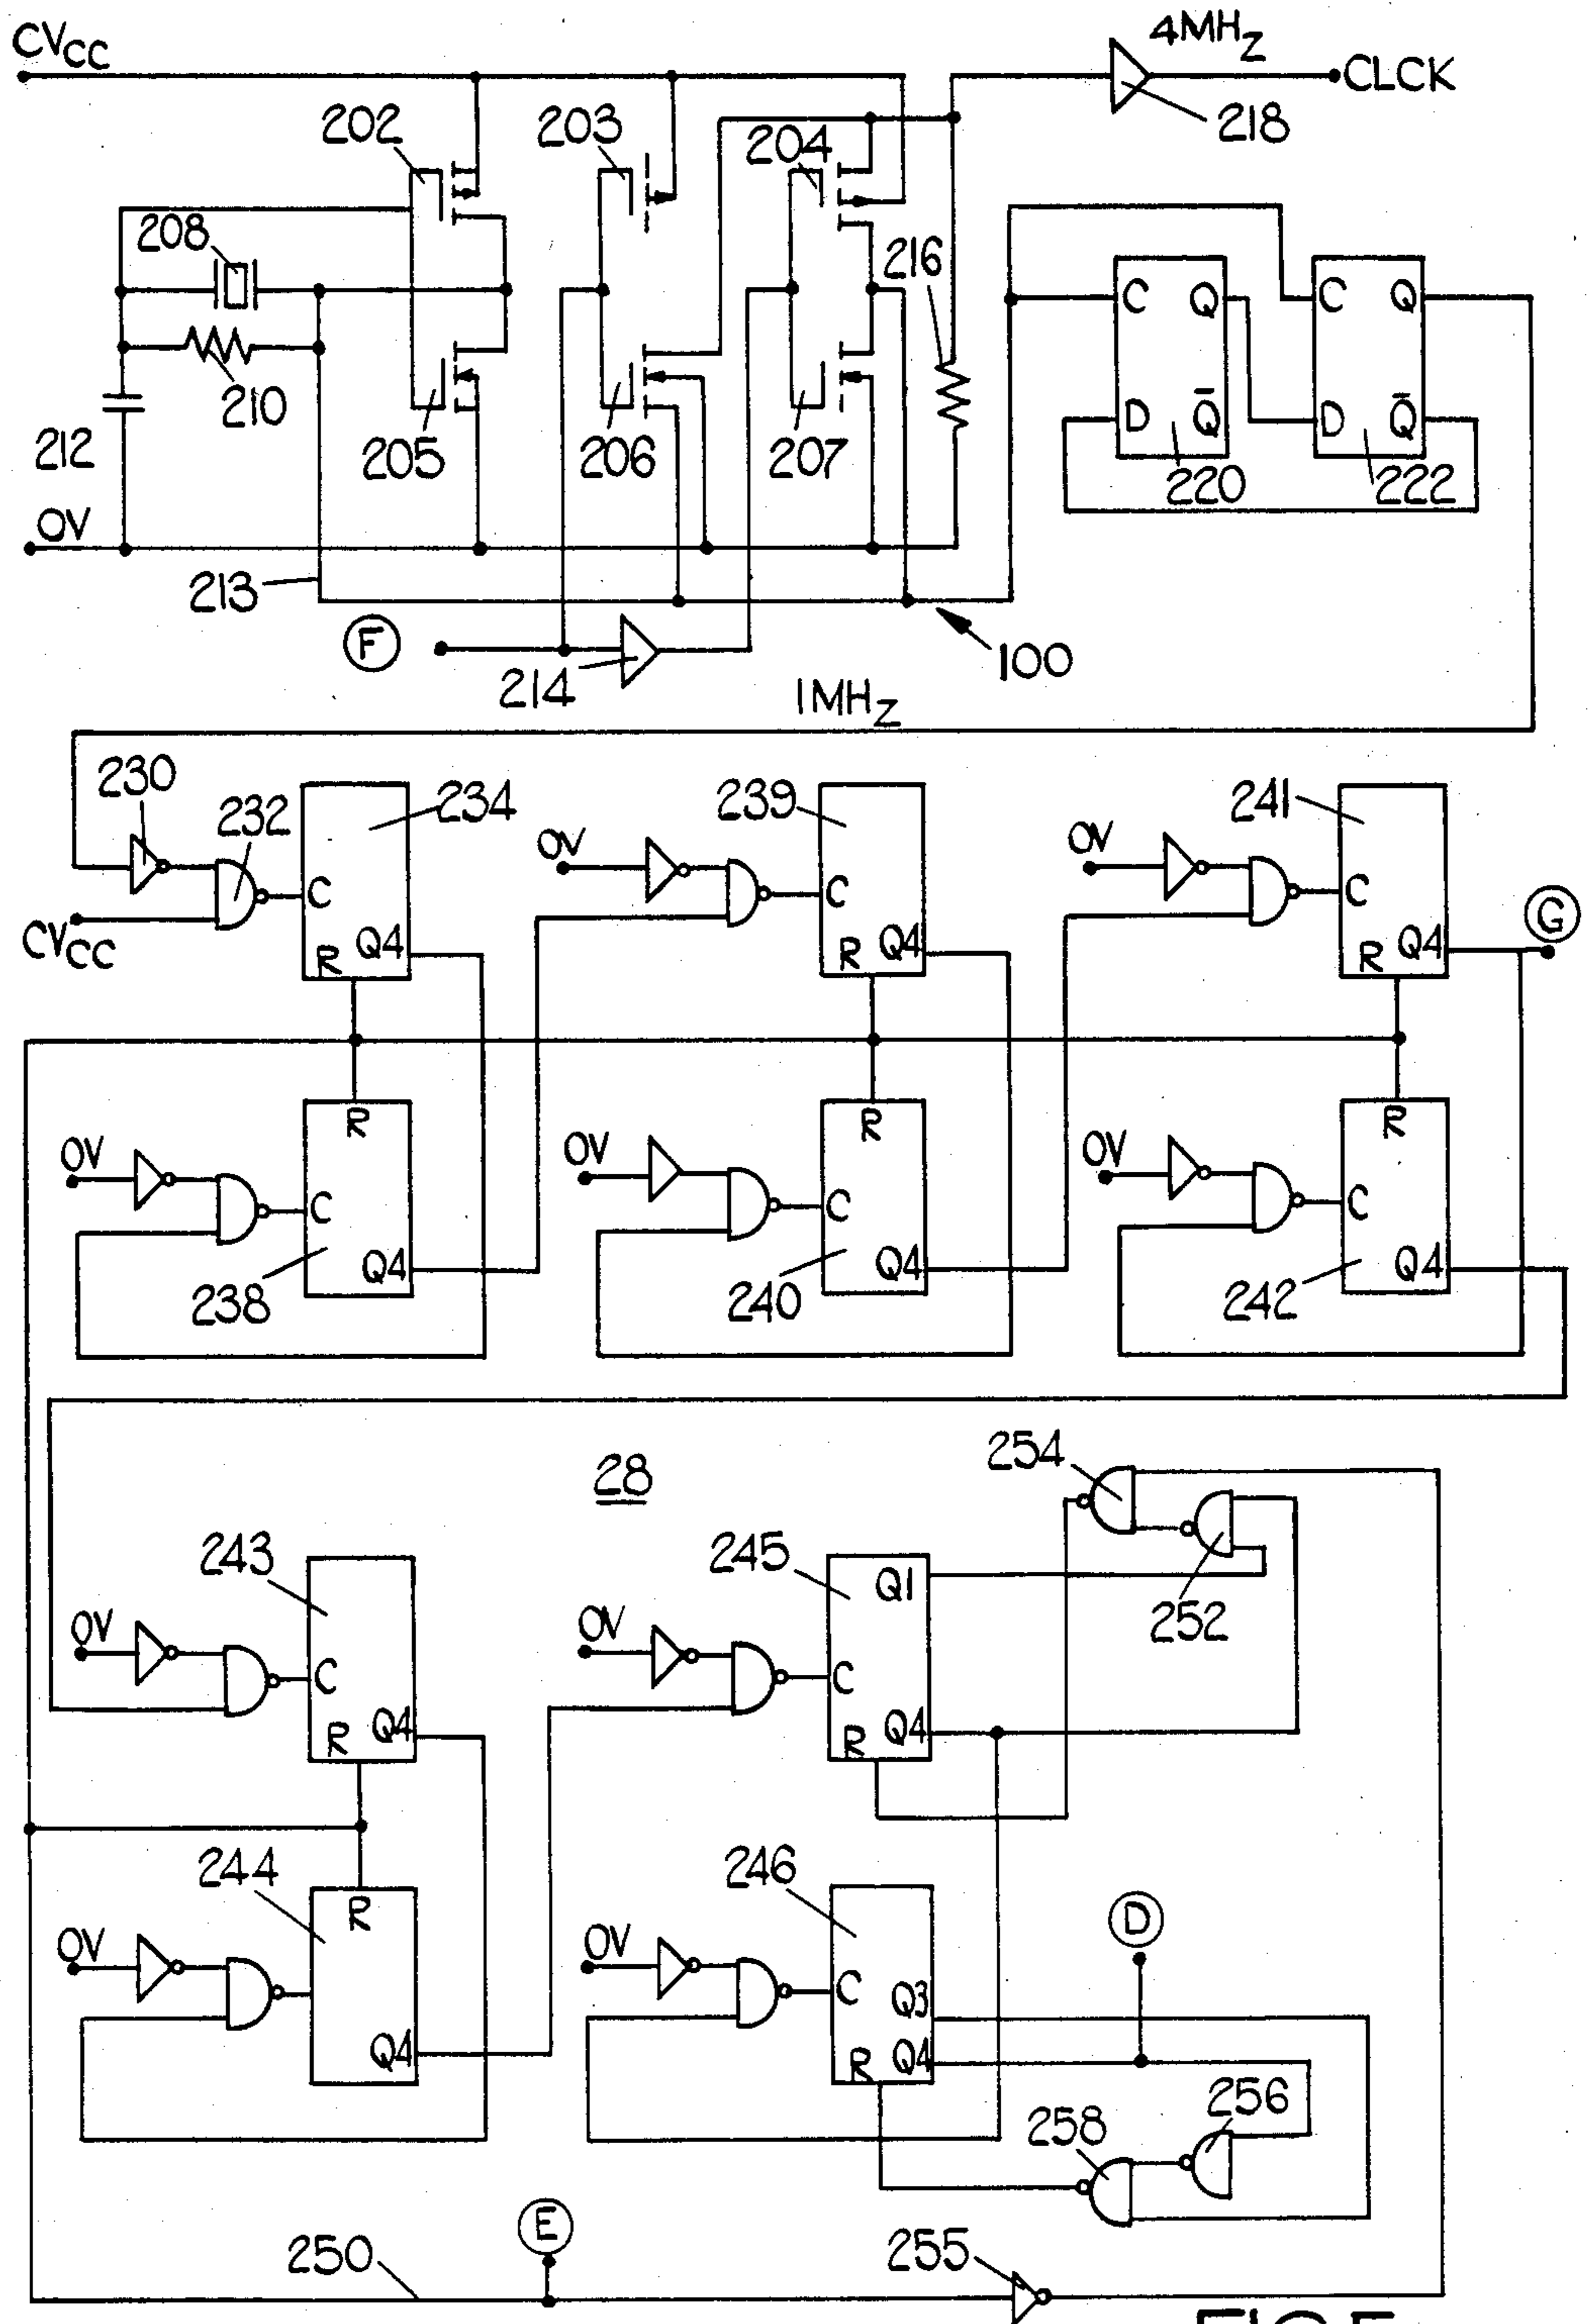 CVCC
4MHZ
CLCK
202
203
204
218
208
216
C
Q
C
Q
210
D
Q̅
D
Q̅
212
205
206
207
220
222
0V
213
F
214
100
1MHZ
230
232
234
239
241
0V
0V
C
C
C
G
CVCC
R
Q4
R
Q4
R
Q4
R
R
R
0V
0V
0V
C
C
C
238
Q4
240
Q4
242
Q4
28
254
243
245
Q1
252
0V
0V
C
C
R
Q4
R
Q4
244
246
D
R
0V
0V
C
Q3
Q4
R
Q4
256
258
E
250
255